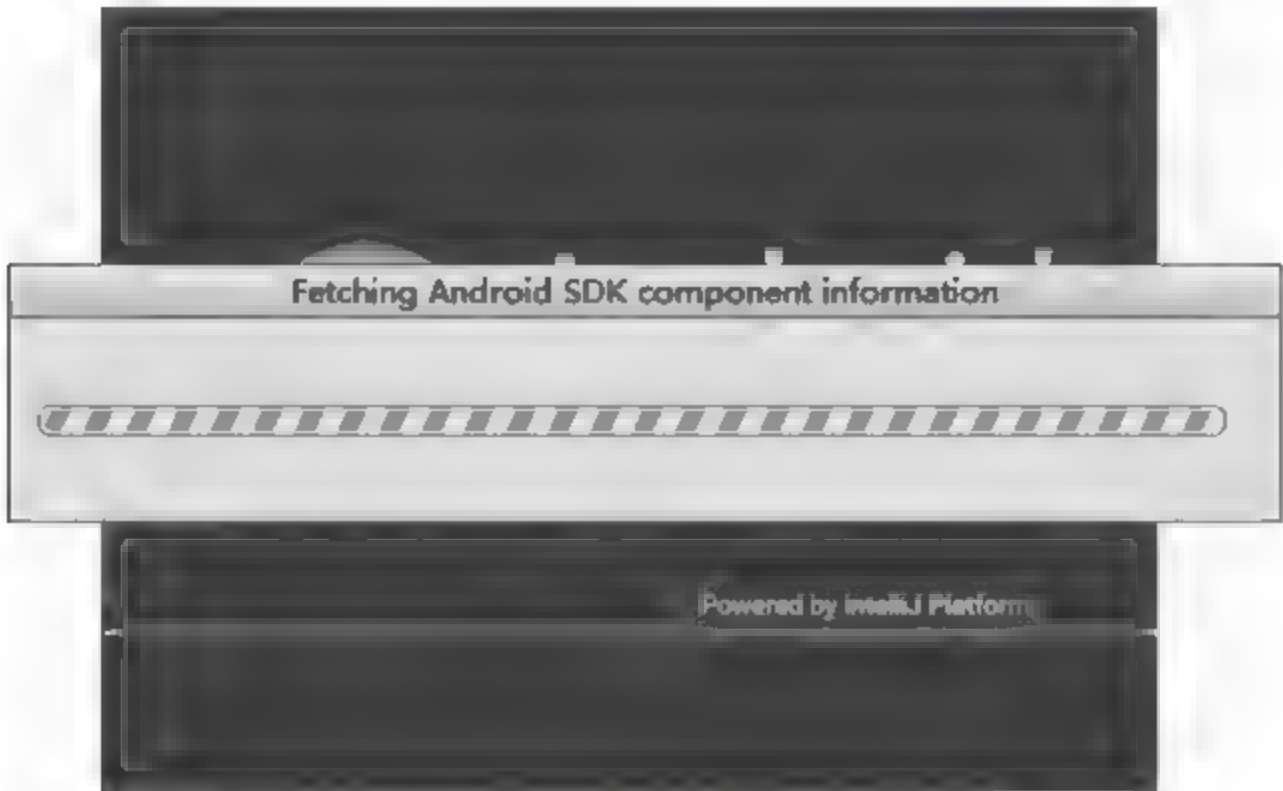 Fetching Android SDK component information
Powered by IntelliJ Platform